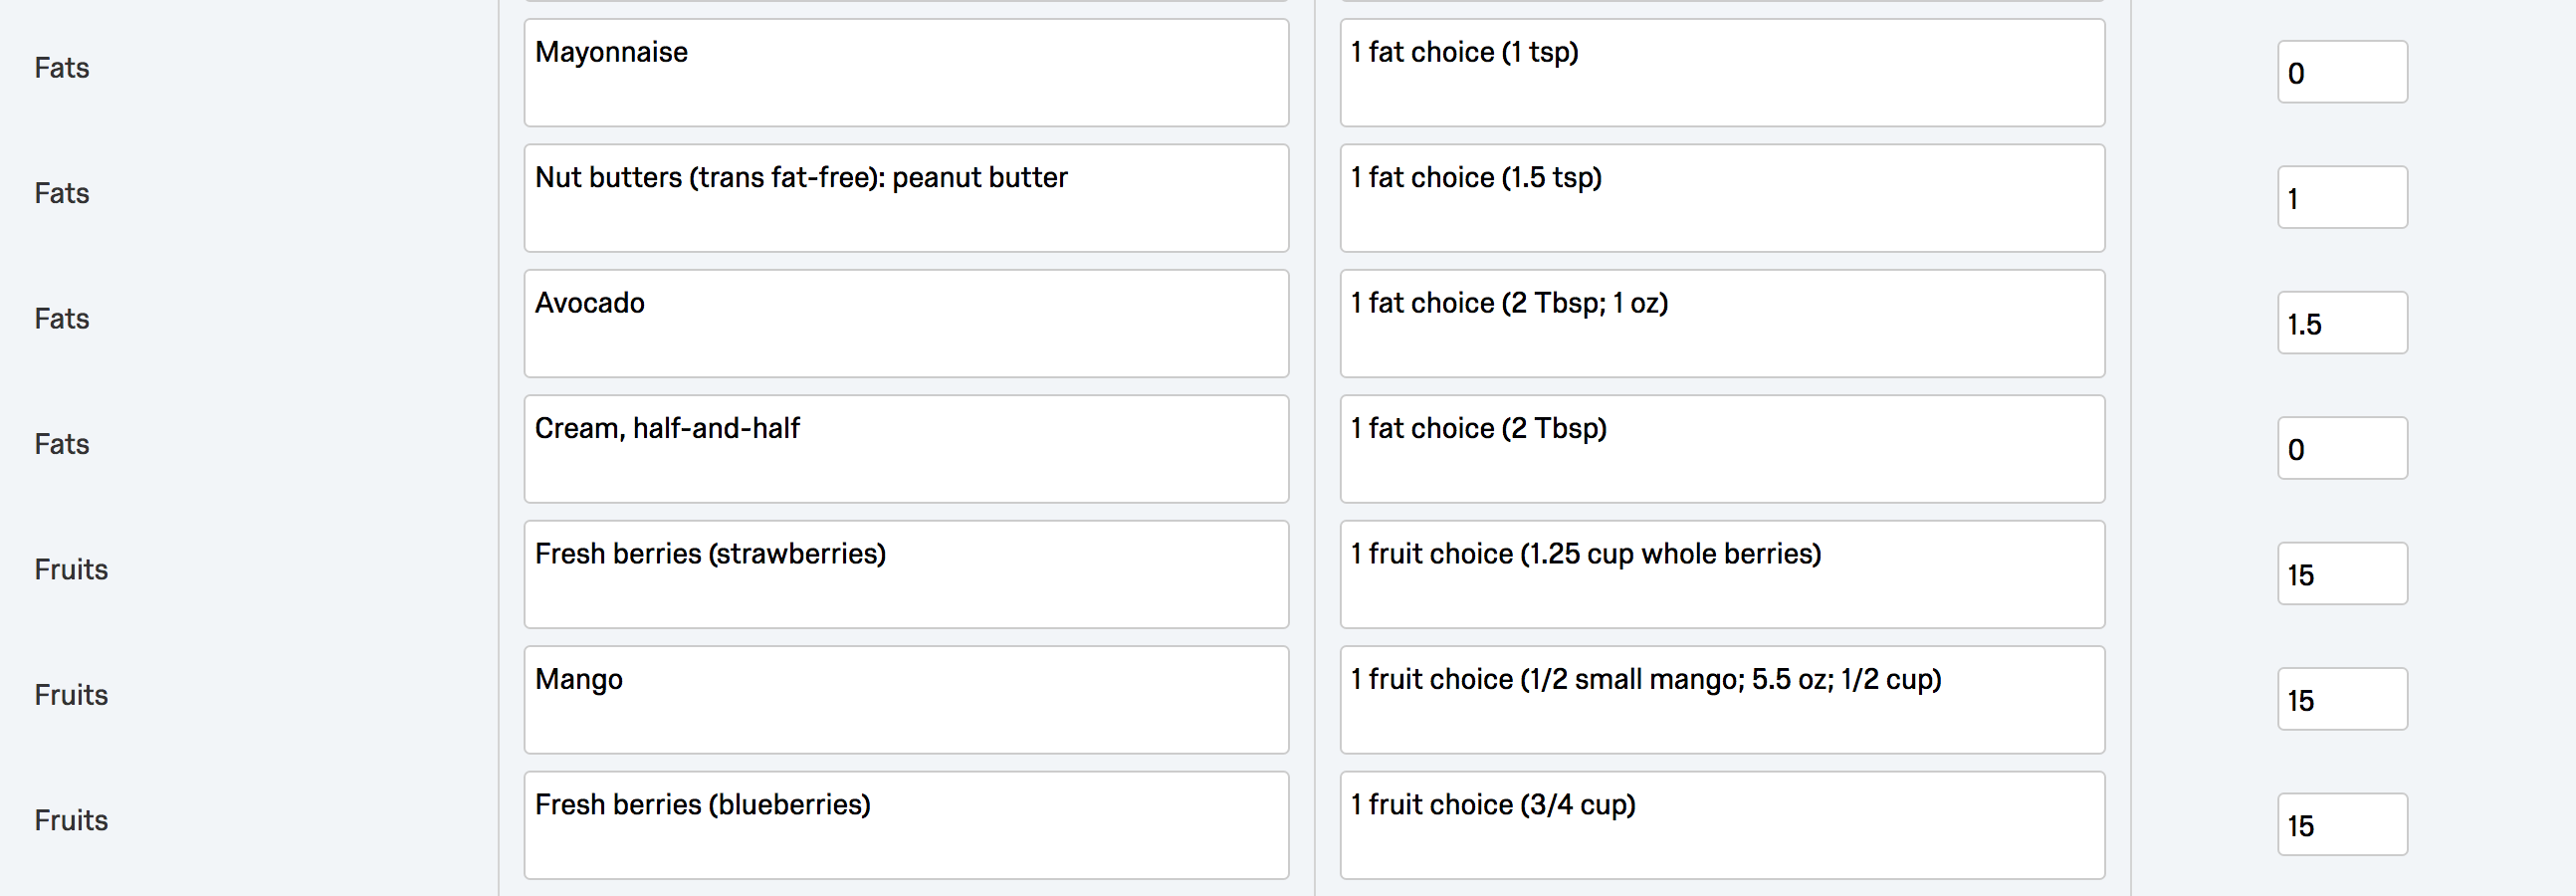 Fats
Mayonnaise
1 fat choice (1 tsp)
0
Fats
Nut butters (trans fat-free): peanut butter
1 fat choice (1.5 tsp)
1
Fats
Avocado
1 fat choice (2 Tbsp; 1 oz)
1.5
Fats
Cream, half-and-half
1 fat choice (2 Tbsp)
0
Fruits
Fresh berries (strawberries)
1 fruit choice (1.25 cup whole berries)
15
Fruits
Mango
1 fruit choice (1/2 small mango; 5.5 oz; 1/2 cup)
15
Fruits
Fresh berries (blueberries)
1 fruit choice (3/4 cup)
15